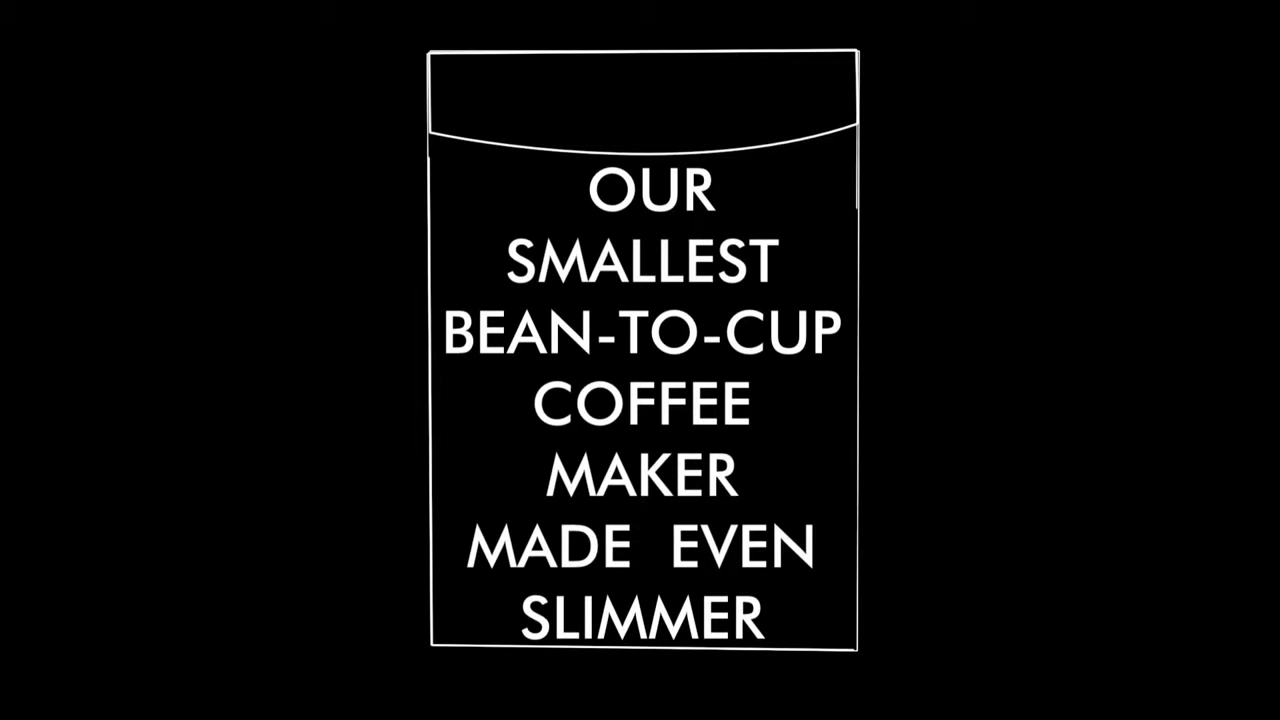 OUR
SMALLEST
BEAN-TO-CUP
COFFEE
MAKER
MADE EVEN
SLIMMER